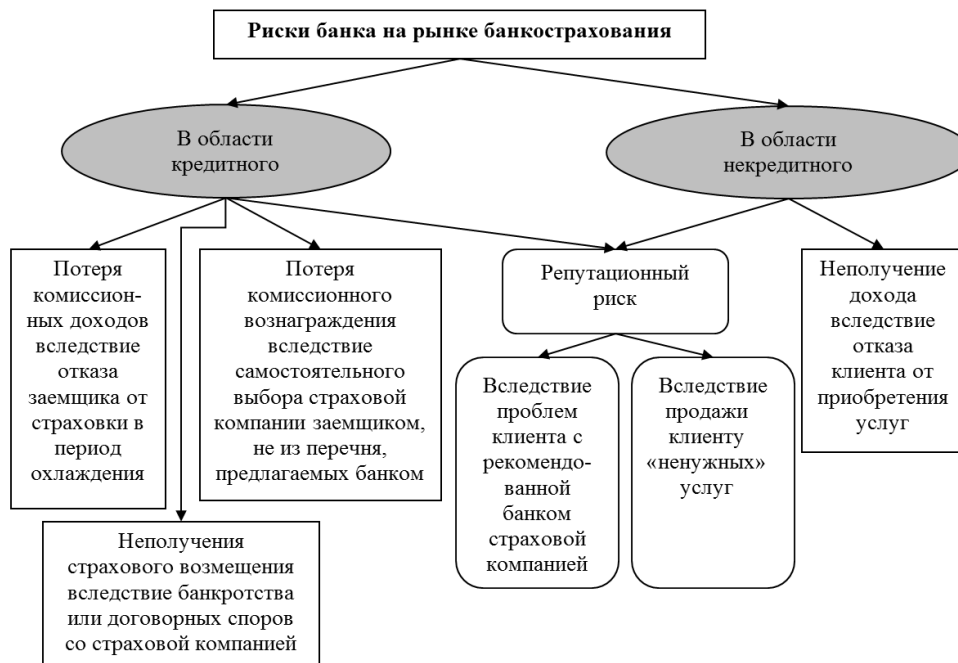 Риски банка на рынке банкострахования
В области
кредитного
В области
некредитного
Потеря
комиссион-
ных доходов
вследствие
отказа
заемщика от
страховки в
период
охлаждения
Потеря
комиссионного
вознаграждения
вследствие
самостоятельного
выбора страховой
компании заемщиком,
не из перечня,
предлагаемых банком
Репутационный
риск
Неполучение
дохода
вследствие
отказа
клиента от
приобретения
услуг
Вследствие
проблем
клиента с
рекомендо-
ванной
банком
страховой
компанией
Вследствие
продажи
клиенту
«ненужных»
услуг
Неполучения
страхового возмещения
вследствие банкротства
или договорных споров
со страховой компанией